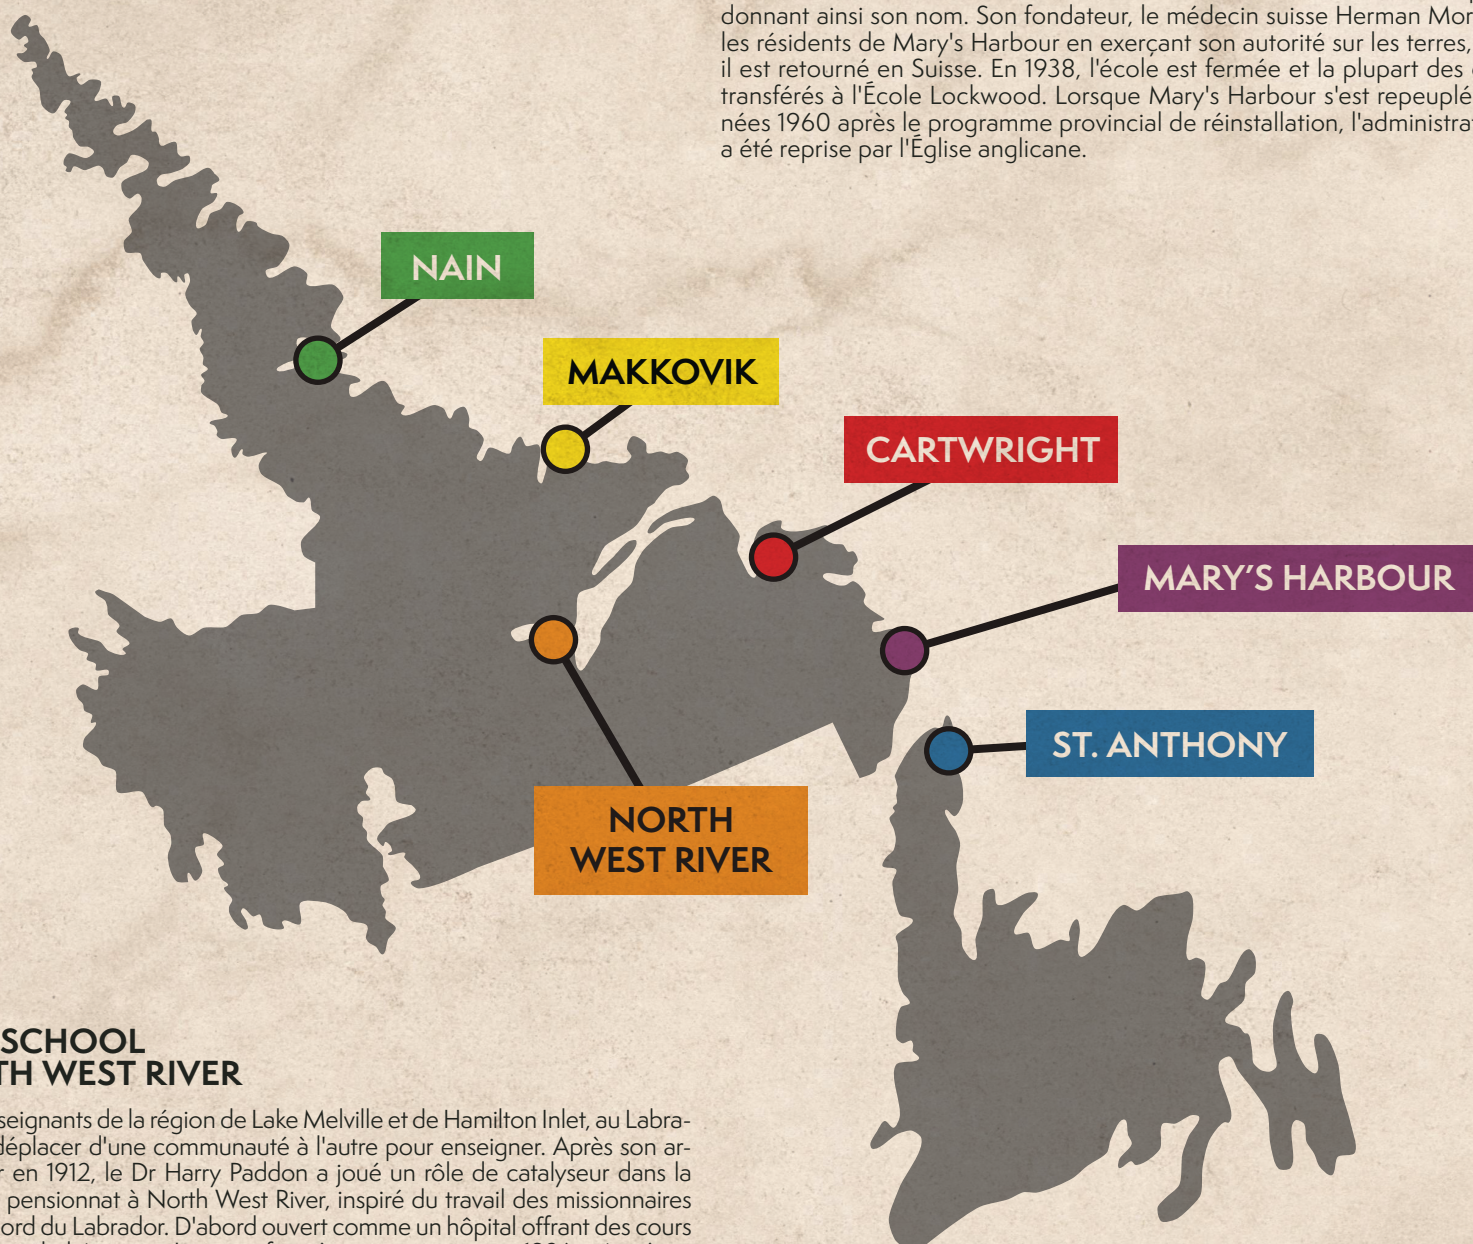 donnant ainsi son nom. Son fondateur, le médecin suisse Herman
les résidents de Mary's Harbour en exerçant son autorité sur les terres,
il est retourné en Suisse. En 1938, l'école est fermée et la plupart des
transférés à l'École Lockwood. Lorsque Mary's Harbour s'est
nées 1960 après le programme provincial de réinstallation,
a été reprise par l'Église anglicane.
NAIN
MAKKOVIK
CARTWRIGHT
MARY'S HARBOUR
ST. ANTHONY
NORTH
WEST RIVER
SCHOOL
WEST RIVER
de la région de Lake Melville et de Hamilton Inlet, au Labra-
déplacer d'une communauté à l'autre pour enseigner. Après son ar-
en 1912, le Dr Harry Paddon a joué un rôle de catalyseur dans la
pensionnat à North West River, inspiré du travail des missionnaires
du Labrador. D'abord ouvert comme un hôpital offrant des cours